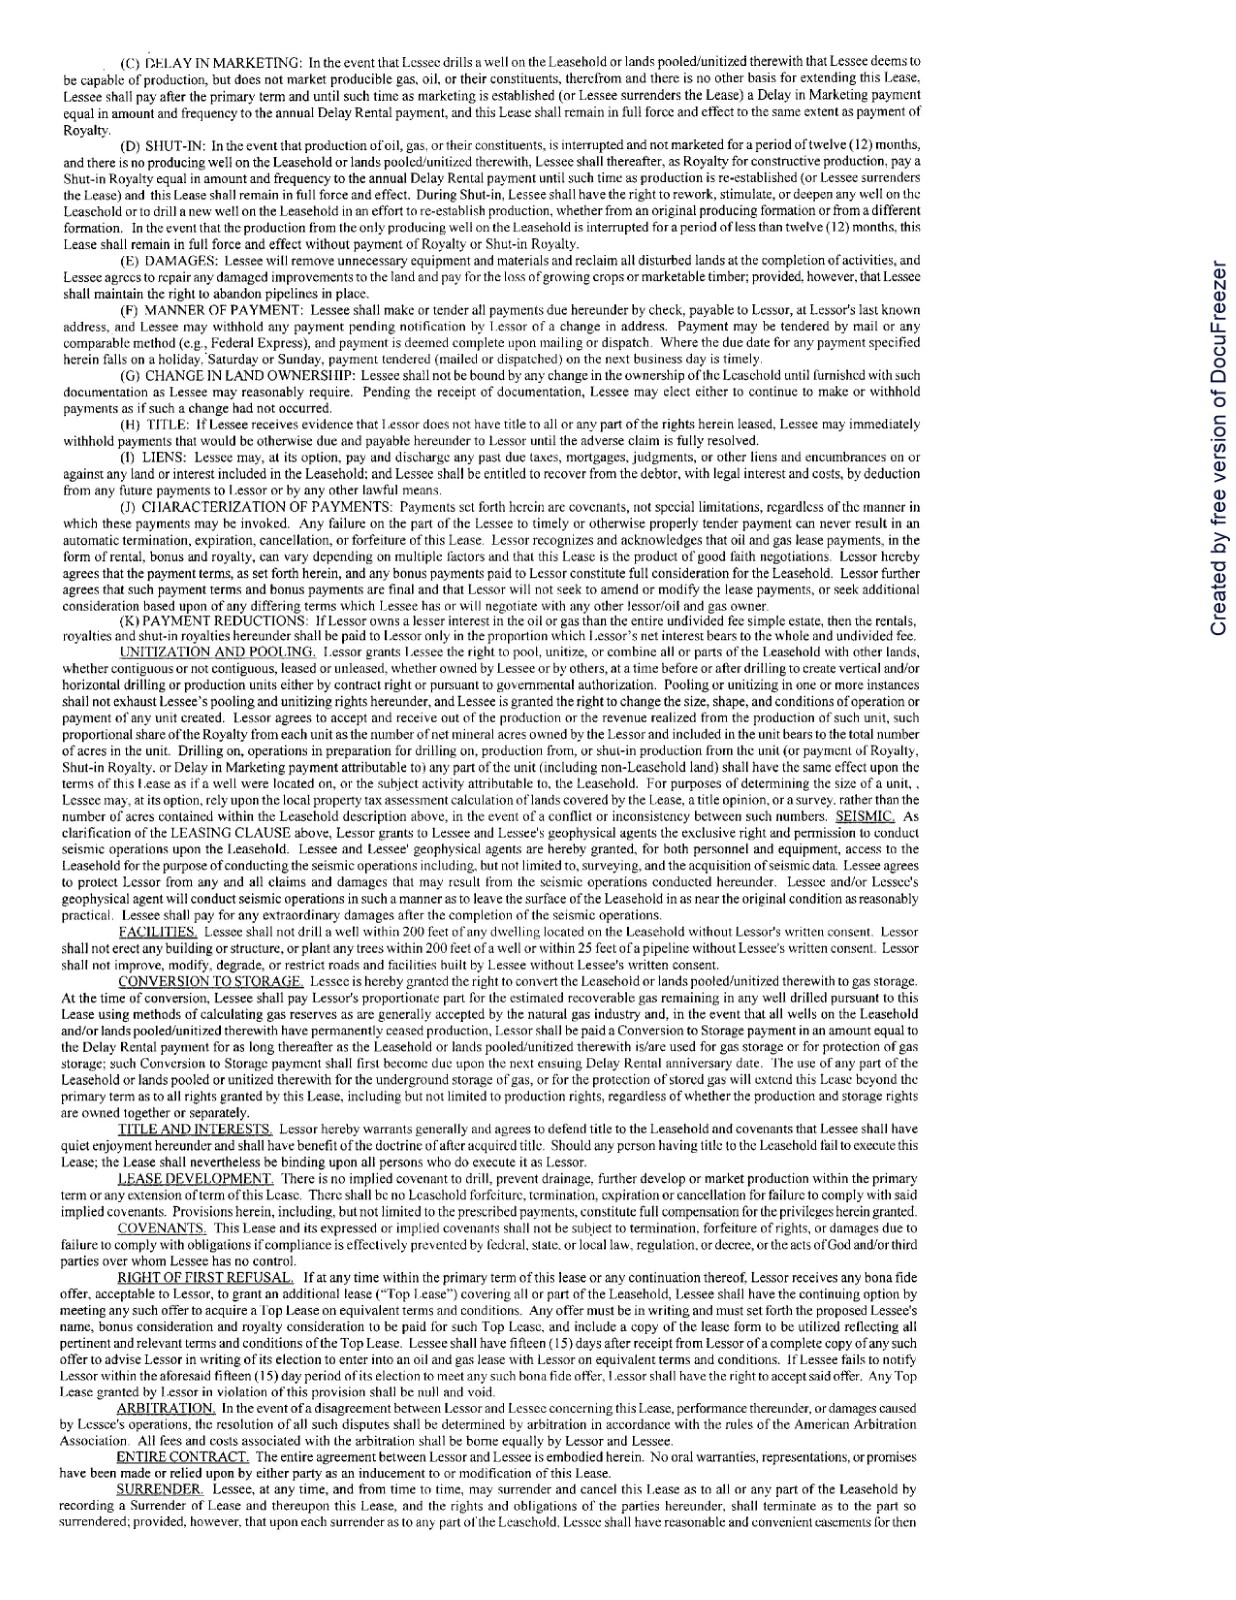 (C) DELAY IN MARKETING: In the event that Lessee drills a well on the Leasehold or lands pooled/unitized therewith that Lessee deems to
be capable of production, but does not market producible gas, oil, or their constituents, therefrom and there is no other basis for extending this Lease,
Lessee shall pay after the primary term and until such time as marketing is established (or Lessee surrenders the Lease) a Delay in Marketing payment
equal in amount and frequency to the annual Delay Rental payment, and this Lease shall remain in full force and effect to the same extent as payment of
Royalty.
(D) SHUT-IN: In the event that production of oil, gas, or their constituents, is interrupted and not marketed for a period of twelve (12) months,
and there is no producing well on the Leasehold or lands pooled/unitized therewith, Lessee shall thereafter, as Royalty for constructive production, pay a
Shut-in Royalty equal in amount and frequency to the annual Delay Rental payment until such time as production is re-established (or Lessee surrenders
the Lease) and this Lease shall remain in full force and effect. During Shut-in, Lessee shall have the right to rework, stimulate, or deepen any well on the
Leasehold or to drill a new well on the Leasehold in an effort to re-establish production, whether from an original producing formation or from a different
formation. In the event that the production from the only producing well on the Leasehold is interrupted for a period of less than twelve (12) months, this
Lease shall remain in full force and effect without payment of Royalty or Shut-in Royalty.
(E) DAMAGES: Lessee will remove unnecessary equipment and materials and reclaim all disturbed lands at the completion of activities, and
Lessee agrees to repair any damaged improvements to the land and pay for the loss of growing crops or marketable timber; provided, however, that Lessee
shall maintain the right to abandon pipelines in place.
(F) MANNER OF PAYMENT: Lessee shall make or tender all payments due hereunder by check, payable to Lessor, at Lessor's last known
address, and Lessee may withhold any payment pending notification by Lessor of a change in address. Payment may be tendered by mail or any
comparable method (e.g., Federal Express), and payment is deemed complete upon mailing or dispatch. Where the due date for any payment specified
herein falls on a holiday, Saturday or Sunday, payment tendered (mailed or dispatched) on the next business day is timely.
(G) CHANGE IN LAND OWNERSHIP: Lessee shall not be bound by any change in the ownership of the Leasehold until furnished with such
documentation as Lessee may reasonably require. Pending the receipt of documentation, Lessee may elect either to continue to make or withhold
payments as if such a change had not occurred.
(H) TITLE: If Lessee receives evidence that Lessor does not have title to all or any part of the rights herein leased, Lessee may immediately
withhold payments that would be otherwise due and payable hereunder to Lessor until the adverse claim is fully resolved.
(I) LIENS: Lessee may, at its option, pay and discharge any past due taxes, mortgages, judgments, or other liens and encumbrances on or
against any land or interest included in the Leasehold; and Lessee shall be entitled to recover from the debtor, with legal interest and costs, by deduction
from any future payments to Lessor or by any other lawful means.
(J) CHARACTERIZATION OF PAYMENTS: Payments set forth herein are covenants, not special limitations, regardless of the manner in
which these payments may be invoked. Any failure on the part of the Lessee to timely or otherwise properly tender payment can never result in an
automatic termination, expiration, cancellation, or forfeiture of this Lease. Lessor recognizes and acknowledges that oil and gas lease payments, in the
form of rental, bonus and royalty, can vary depending on multiple factors and that this Lease is the product of good faith negotiations. Lessor hereby
agrees that the payment terms, as set forth herein, and any bonus payments paid to Lessor constitute full consideration for the Leasehold. Lessor further
agrees that such payment terms and bonus payments are final and that Lessor will not seek to amend or modify the lease payments, or seek additional
consideration based upon of any differing terms which Lessee has or will negotiate with any other lessor/oil and gas owner.
(K) PAYMENT REDUCTIONS: If Lessor owns a lesser interest in the oil or gas than the entire undivided fee simple estate, then the rentals,
royalties and shut-in royalties hereunder shall be paid to Lessor only in the proportion which Lessor's net interest bears to the whole and undivided fee.
UNITIZATION AND POOLING. Lessor grants Lessee the right to pool, unitize, or combine all or parts of the Leasehold with other lands,
whether contiguous or not contiguous, leased or unleased, whether owned by Lessee or by others, at a time before or after drilling to create vertical and/or
horizontal drilling or production units either by contract right or pursuant to governmental authorization. Pooling or unitizing in one or more instances
shall not exhaust Lessee's pooling and unitizing rights hereunder, and Lessee is granted the right to change the size, shape, and conditions of operation or
payment of any unit created. Lessor agrees to accept and receive out of the production or the revenue realized from the production of such unit, such
proportional share of the Royalty from each unit as the number of net mineral acres owned by the Lessor and included in the unit bears to the total number
of acres in the unit. Drilling on, operations in preparation for drilling on, production from, or shut-in production from the unit (or payment of Royalty,
Shut-in Royalty, or Delay in Marketing payment attributable to) any part of the unit (including non-Leasehold land) shall have the same effect upon the
terms of this Lease as if a well were located on, or the subject activity attributable to, the Leasehold. For purposes of determining the size of a unit, ,
Lessee may, at its option, rely upon the local property tax assessment calculation of lands covered by the Lease, a title opinion, or a survey, rather than the
number of acres contained within the Leasehold description above, in the event of a conflict or inconsistency between such numbers. SEISMIC. As
clarification of the LEASING CLAUSE above, Lessor grants to Lessee and Lessee's geophysical agents the exclusive right and permission to conduct
seismic operations upon the Leasehold. Lessee and Lessee' geophysical agents are hereby granted, for both personnel and equipment, access to the
Leasehold for the purpose of conducting the seismic operations including, but not limited to, surveying, and the acquisition of seismic data. Lessee agrees
to protect Lessor from any and all claims and damages that may result from the seismic operations conducted hereunder. Lessee and/or Lessee's
geophysical agent will conduct seismic operations in such a manner as to leave the surface of the Leasehold in as near the original condition as reasonably
practical. Lessee shall pay for any extraordinary damages after the completion of the seismic operations.
FACILITIES. Lessee shall not drill a well within 200 feet of any dwelling located on the Leasehold without Lessor's written consent. Lessor
shall not erect any building or structure, or plant any trees within 200 feet of a well or within 25 feet of a pipeline without Lessee's written consent. Lessor
shall not improve, modify, degrade, or restrict roads and facilities built by Lessee without Lessee's written consent.
CONVERSION TO STORAGE. Lessee is hereby granted the right to convert the Leasehold or lands pooled/unitized therewith to gas storage.
At the time of conversion, Lessee shall pay Lessor's proportionate part for the estimated recoverable gas remaining in any well drilled pursuant to this
Lease using methods of calculating gas reserves as are generally accepted by the natural gas industry and, in the event that all wells on the Leasehold
and/or lands pooled/unitized therewith have permanently ceased production, Lessor shall be paid a Conversion to Storage payment in an amount equal to
the Delay Rental payment for as long thereafter as the Leasehold or lands pooled/unitized therewith is/are used for gas storage or for protection of gas
storage; such Conversion to Storage payment shall first become due upon the next ensuing Delay Rental anniversary date. The use of any part of the
Leasehold or lands pooled or unitized therewith for the underground storage of gas, or for the protection of stored gas will extend this Lease beyond the
primary term as to all rights granted by this Lease, including but not limited to production rights, regardless of whether the production and storage rights
are owned together or separately.
TITLE AND INTERESTS. Lessor hereby warrants generally and agrees to defend title to the Leasehold and covenants that Lessee shall have
quiet enjoyment hereunder and shall have benefit of the doctrine of after acquired title. Should any person having title to the Leasehold fail to execute this
Lease; the Lease shall nevertheless be binding upon all persons who do execute it as Lessor.
LEASE DEVELOPMENT. There is no implied covenant to drill, prevent drainage, further develop or market production within the primary
term or any extension of term of this Lease. There shall be no Leasehold forfeiture, termination, expiration or cancellation for failure to comply with said
implied covenants. Provisions herein, including, but not limited to the prescribed payments, constitute full compensation for the privileges herein granted.
COVENANTS. This Lease and its expressed or implied covenants shall not be subject to termination, forfeiture of rights, or damages due to
failure to comply with obligations if compliance is effectively prevented by federal, state, or local law, regulation, or decree, or the acts of God and/or third
parties over whom Lessee has no control.
RIGHT OF FIRST REFUSAL. If at any time within the primary term of this lease or any continuation thereof, Lessor receives any bona fide
offer, acceptable to Lessor, to grant an additional lease ("Top Lease") covering all or part of the Leasehold, Lessee shall have the continuing option by
meeting any such offer to acquire a Top Lease on equivalent terms and conditions. Any offer must be in writing and must set forth the proposed Lessee's
name, bonus consideration and royalty consideration to be paid for such Top Lease, and include a copy of the lease form to be utilized reflecting all
pertinent and relevant terms and conditions of the Top Lease. Lessee shall have fifteen (15) days after receipt from Lessor of a complete copy of any such
offer to advise Lessor in writing of its election to enter into an oil and gas lease with Lessor on equivalent terms and conditions. If Lessee fails to notify
Lessor within the aforesaid fifteen (15) day period of its election to meet any such bona fide offer, Lessor shall have the right to accept said offer. Any Top
Lease granted by Lessor in violation of this provision shall be null and void.
ARBITRATION. In the event of a disagreement between Lessor and Lessee concerning this Lease, performance thereunder, or damages caused
by Lessee's operations, the resolution of all such disputes shall be determined by arbitration in accordance with the rules of the American Arbitration
Association. All fees and costs associated with the arbitration shall be borne equally by Lessor and Lessee.
ENTIRE CONTRACT. The entire agreement between Lessor and Lessee is embodied herein. No oral warranties, representations, or promises
have been made or relied upon by either party as an inducement to or modification of this Lease.
SURRENDER. Lessee, at any time, and from time to time, may surrender and cancel this Lease as to all or any part of the Leasehold by
recording a Surrender of Lease and thereupon this Lease, and the rights and obligations of the parties hereunder, shall terminate as to the part so
surrendered; provided, however, that upon each surrender as to any part of the Leasehold, Lessee shall have reasonable and convenient easements for then
Created by free version of DocuFreezer